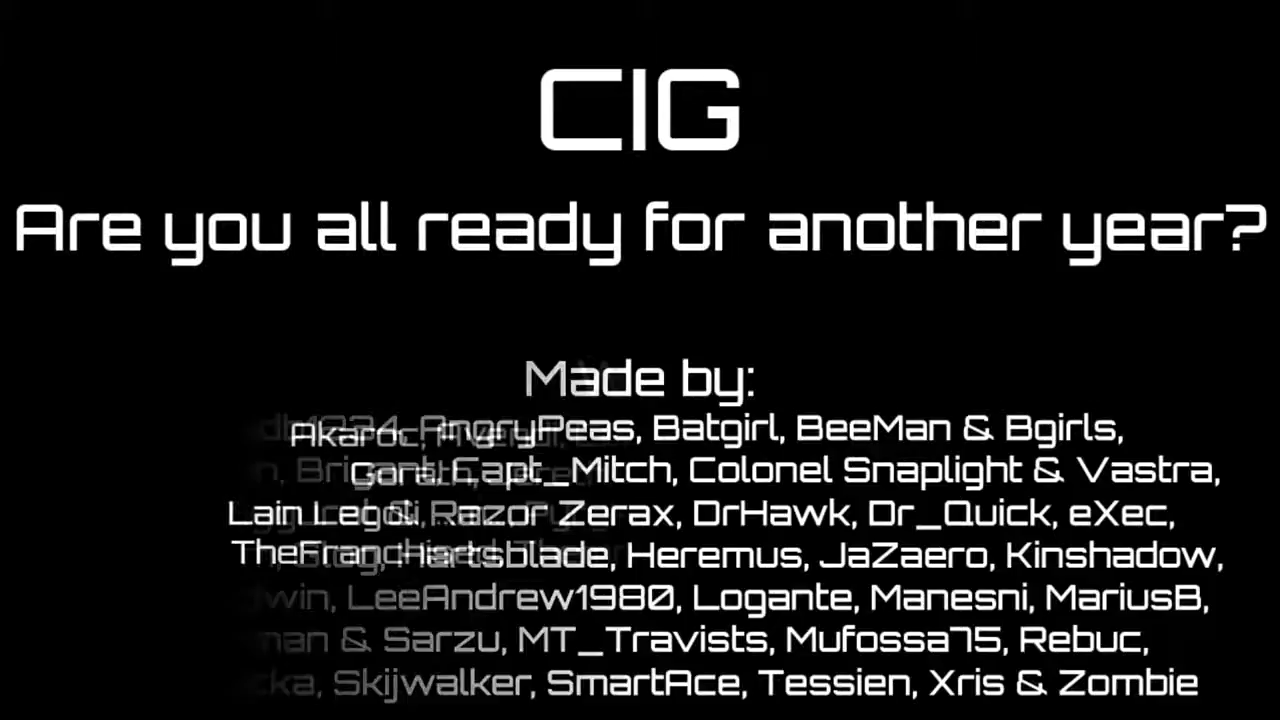 CIG
Are you all ready for another year?
Made by:
Akaroc, AngryPeas, Batgirl, BeeMan & Bgirls,
Capt_Mitch, Colonel Snaplight & Vastra,
Lain Razor Zerax, DrHawk, Dr_Quick, eXec,
Heremus, JaZaero, Kinshadow,
LeeAndrew1980, Logante, Manesni, MariusB,
& Sarzu, MT_Travists, Mufossa75, Rebuc,
Skijwalker, SmartAce, Tessien, Xris & Zombie